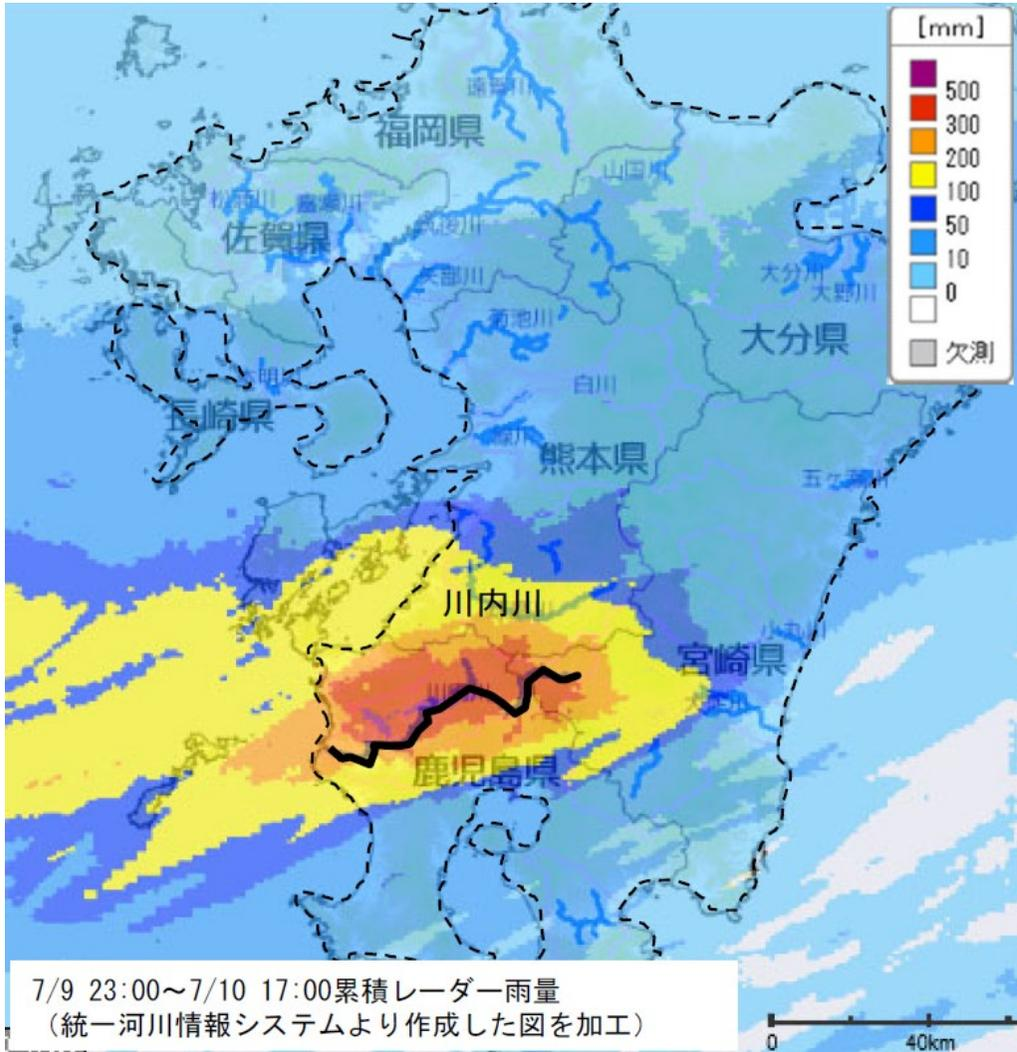 [mm]
500
300
200
100
50
10
0
欠測
遠賀川
福岡県
山国川
松浦川
嘉瀬川
佐賀県
筑後川
矢部川
大分川
大野川
菊池川
大分県
白川
本明川
長崎県
緑川
熊本県
五ヶ瀬川
川内川
小丸川
宮崎県
川内川
大淀川
鹿児島県
7/9 23:00～7/10 17:00累積レーダー雨量
（統一河川情報システムより作成した図を加工）
0
40km